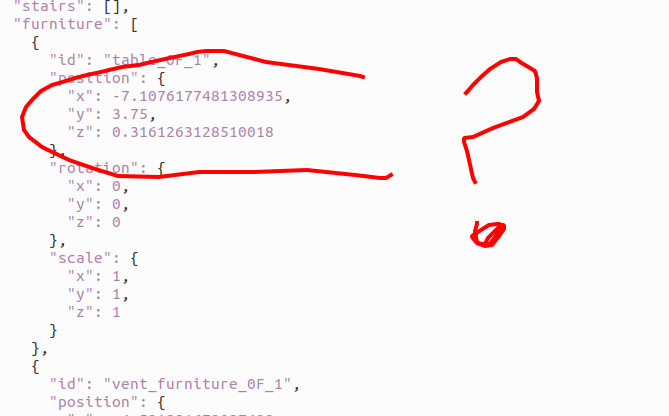 "stairs": [],
"furniture": [
{
"id": "table_0F_1",
"position": {
"x": -7.1076177481308935,
"y": 3.75,
"z": 0.3161263128510018
},
"rotation": {
"x": 0,
"y": 0,
"z": 0
},
"scale": {
"x": 1,
"y": 1,
"z": 1
}
},
{
"id": "vent_furniture_0F_1",
"position": {
?